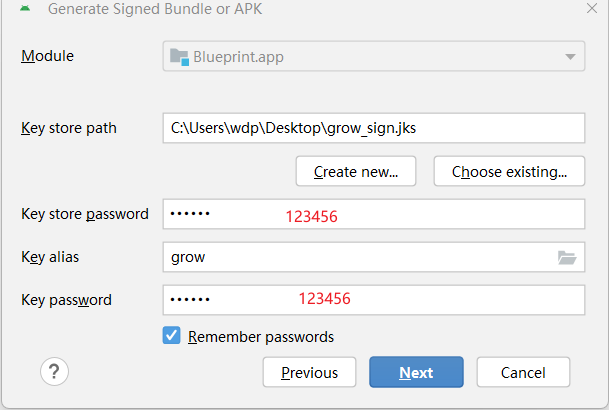 Generate Signed Bundle or APK
Module
Blueprint.app
Key store path
C:\Users\wdp\Desktop\grow_sign.jks
Create new...
Choose existing...
Key store password
••••••
123456
Key alias
grow
Key password
••••••
123456
Remember passwords
?
Previous
Next
Cancel